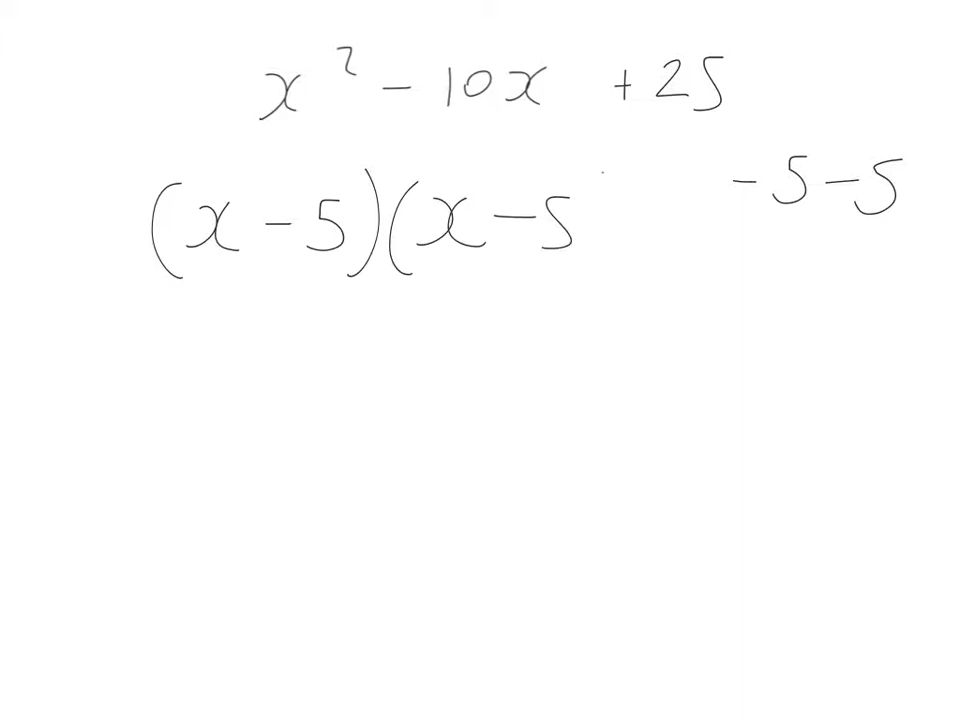 x² - 10x + 25
(x - 5)(x - 5
- 5 - 5